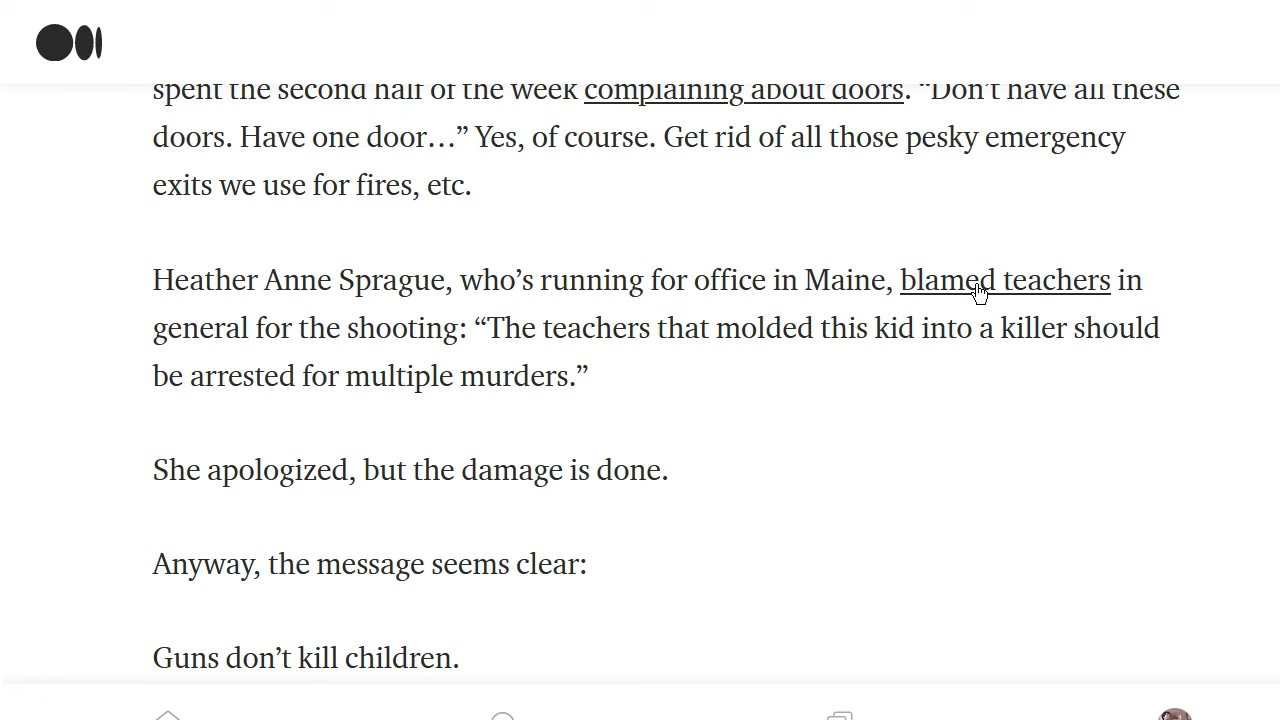 spent the second half of the week complaining about doors. “Don’t have all these
doors. Have one door…” Yes, of course. Get rid of all those pesky emergency
exits we use for fires, etc.
Heather Anne Sprague, who’s running for office in Maine, blamed teachers in
general for the shooting: “The teachers that molded this kid into a killer should
be arrested for multiple murders.”
She apologized, but the damage is done.
Anyway, the message seems clear:
Guns don’t kill children.